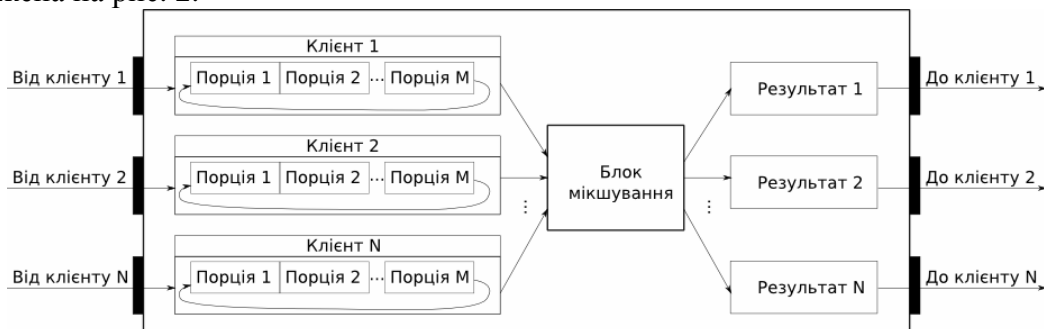 Клієнт 1
Від клієнту 1
Порція 1 Порція 2 ... Порція М
Результат 1
До клієнту 1
Клієнт 2
Від клієнту 2
Порція 1 Порція 2 ... Порція М
Блок
мікшування
Результат 2
До клієнту 2
...
...
Клієнт N
Від клієнту N
Порція 1 Порція 2 ... Порція М
Результат N
До клієнту N